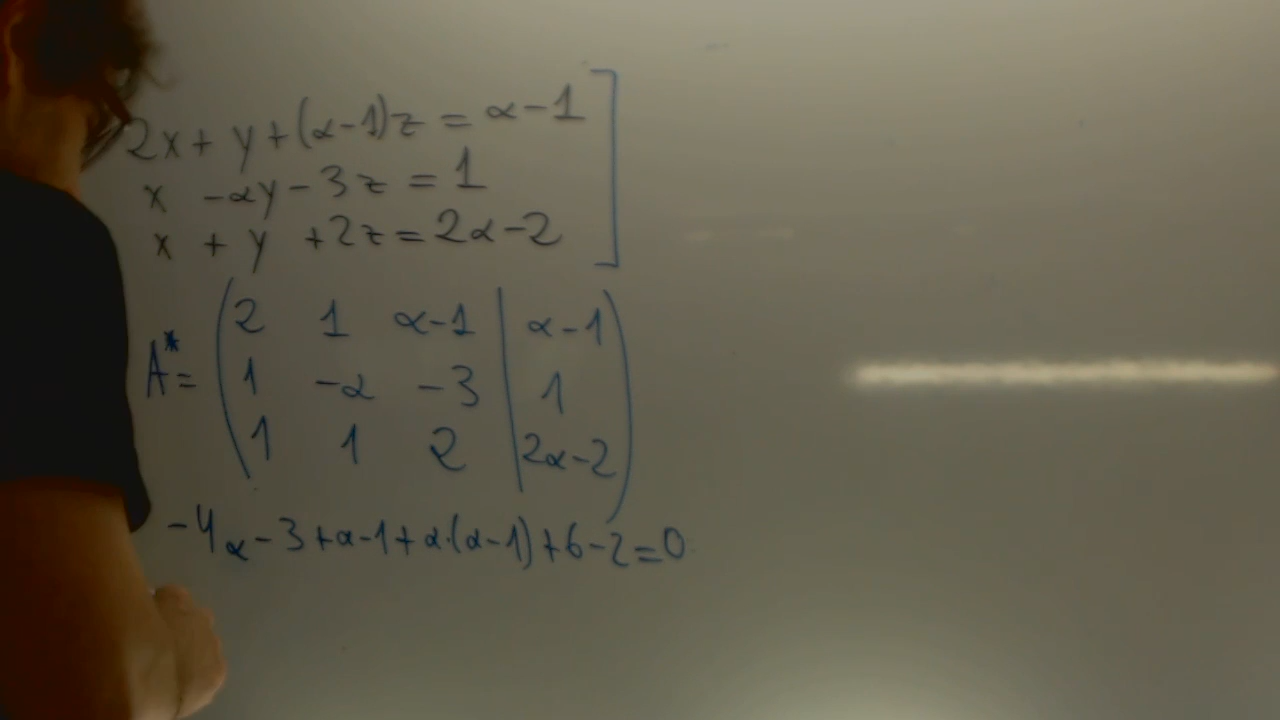 2x + y + (α-1)z = α-1
x -αy - 3z = 1
x + y + 2z = 2α-2
2 1 α-1 | α-1
A* = 1 -α -3 | 1
1 1 2 | 2α-2
-4α-3+α-1+α·(α-1)+6-2=0